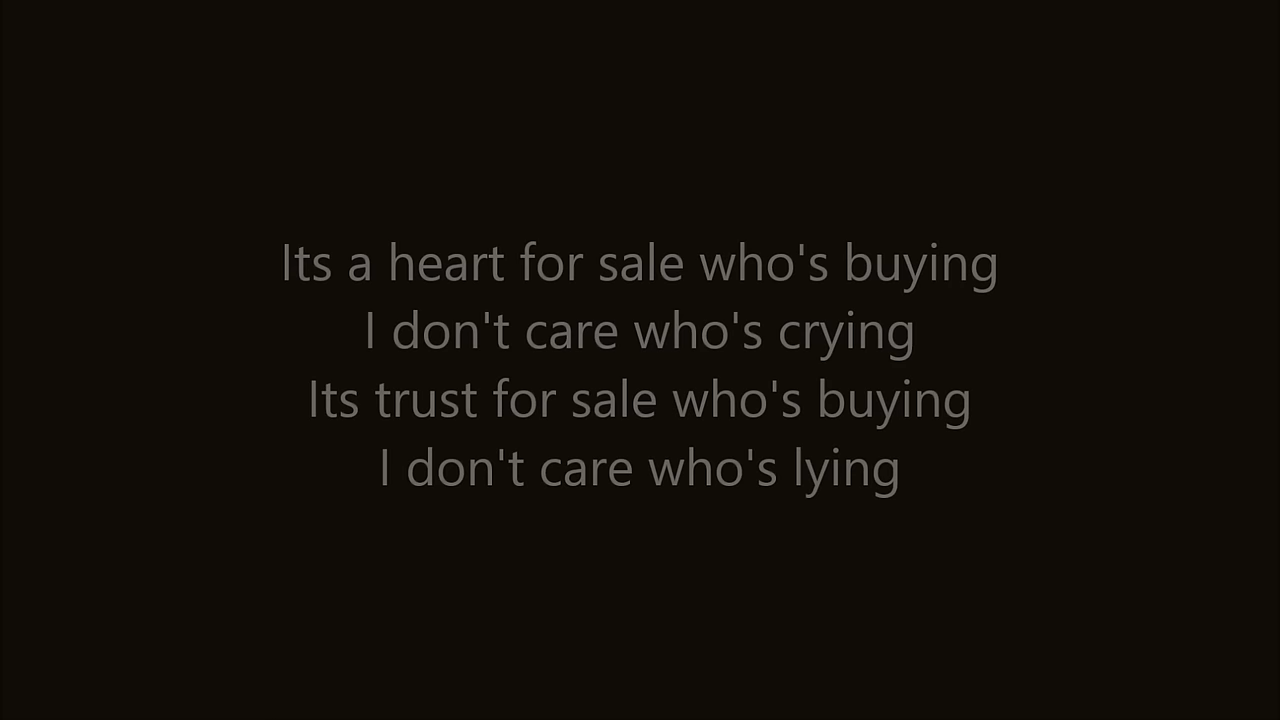 Its a heart for sale who's buying
I don't care who's crying
Its trust for sale who's buying
I don't care who's lying